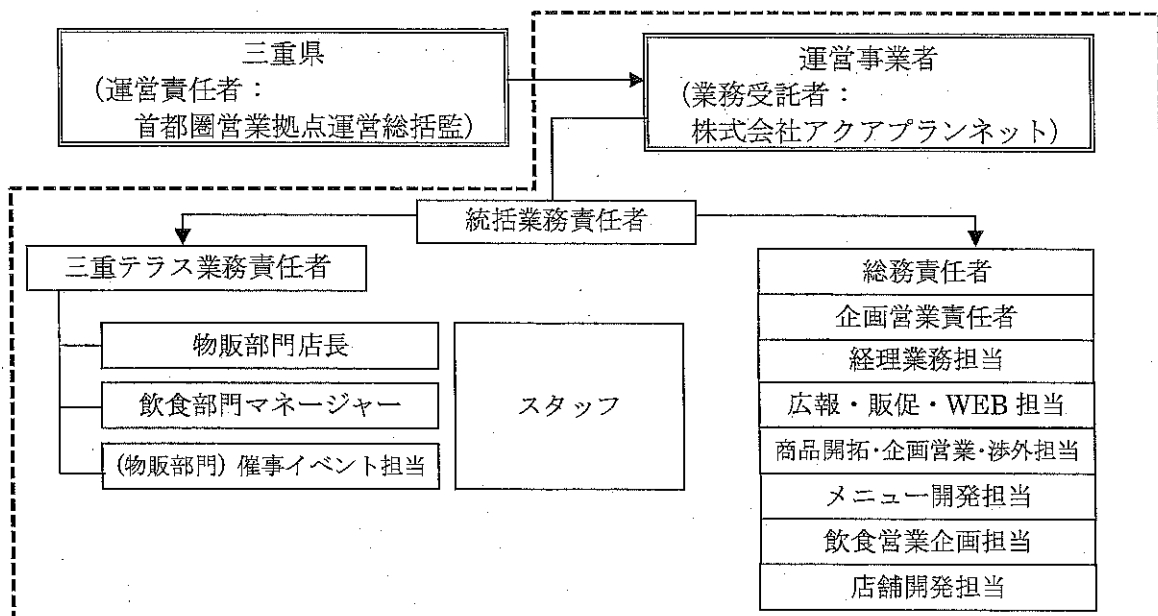 三重県
(運営責任者：
首都圏営業拠点運営総括監)
運営事業者
(業務受託者：
株式会社アクアプランネット)
統括業務責任者
三重テラス業務責任者
物販部門店長
飲食部門マネージャー
(物販部門) 催事イベント担当
スタッフ
総務責任者
企画営業責任者
経理業務担当
広報・販促・WEB 担当
商品開拓・企画営業・渉外担当
メニュー開発担当
飲食営業企画担当
店舗開発担当